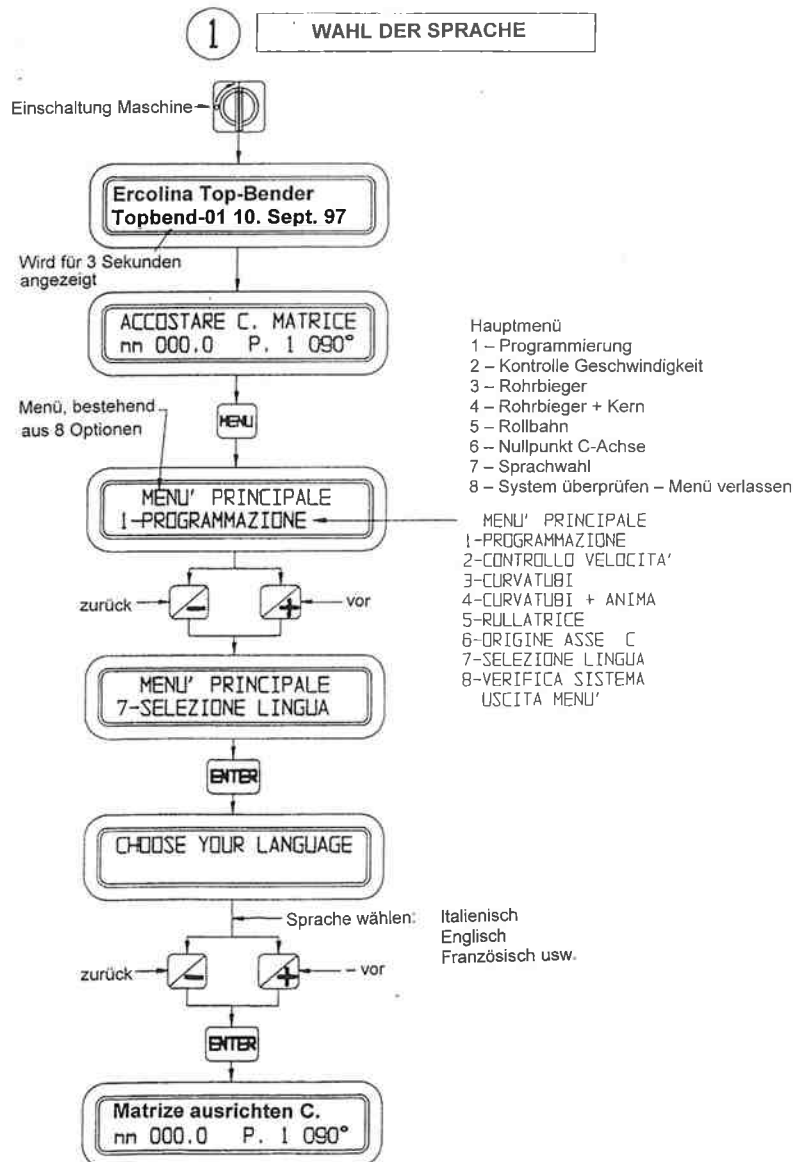 1
WAHL DER SPRACHE
Einschaltung Maschine
Ercolina Top-Bender
Topbend-01 10. Sept. 97
Wird für 3 Sekunden
angezeigt
ACCOSTARE C. MATRICE
mm 000.0 P. 1 090°
Menü, bestehend
aus 8 Optionen
MENU
Hauptmenü
1 – Programmierung
2 – Kontrolle Geschwindigkeit
3 – Rohrbieger
4 – Rohrbieger + Kern
5 – Rollbahn
6 – Nullpunkt C-Achse
7 – Sprachwahl
8 – System überprüfen – Menü verlassen
MENU' PRINCIPALE
1-PROGRAMMAZIONE
MENU' PRINCIPALE
1-PROGRAMMAZIONE
2-CONTROLLO VELOCITA'
3-CURVATUBI
4-CURVATUBI + ANIMA
5-RULLATRICE
6-ORIGINE ASSE C
7-SELEZIONE LINGUA
8-VERIFICA SISTEMA
USCITA MENU'
zurück - + vor
MENU' PRINCIPALE
7-SELEZIONE LINGUA
ENTER
CHOOSE YOUR LANGUAGE
Sprache wählen: Italienisch
Englisch
Französisch usw.
zurück - + – vor
ENTER
Matrize ausrichten C.
mm 000.0 P. 1 090°